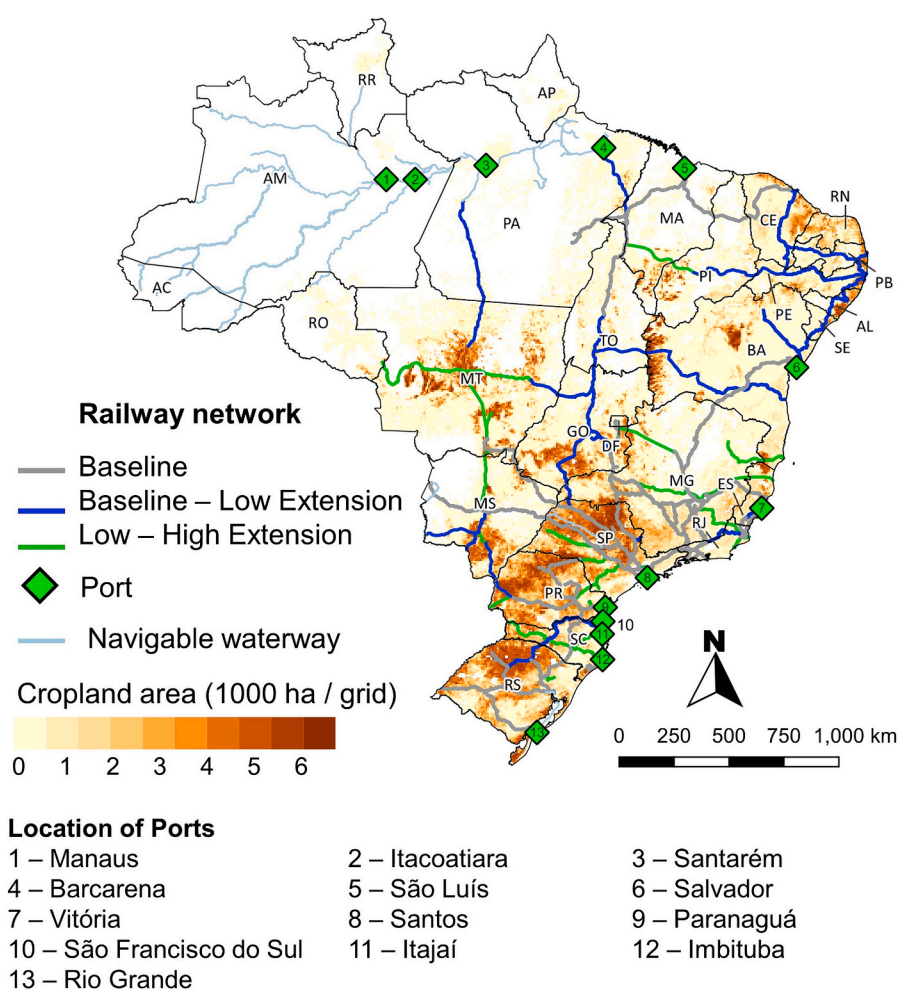 RR
AP
4
3
5
1
2
AM
RN
MA
CE
PA
AC
PI
PB
PE
AL
RO
TO
SE
BA
6
MT
Railway network
GO
DF
Baseline
MG
ES
Baseline – Low Extension
MS
7
RJ
Low – High Extension
SP
8
Port
PR
9
10
Navigable waterway
SC
11
N
12
Cropland area (1000 ha / grid)
RS
13
0 250 500 750 1,000 km
0 1 2 3 4 5 6
Location of Ports
1 – Manaus 2 – Itacoatiara 3 – Santarém
4 – Barcarena 5 – São Luís 6 – Salvador
7 – Vitória 8 – Santos 9 – Paranaguá
10 – São Francisco do Sul 11 – Itajaí 12 – Imbituba
13 – Rio Grande